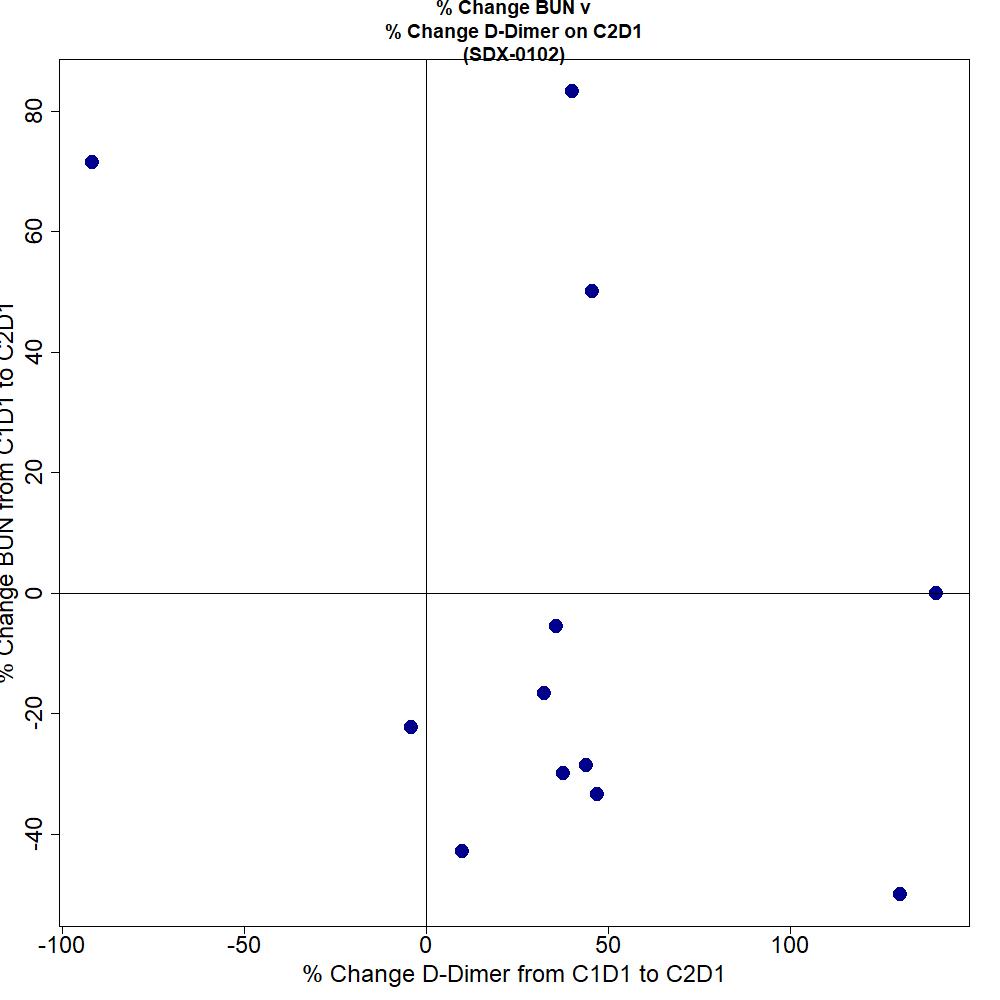 % Change BUN v
% Change D-Dimer on C2D1
(SDX-0102)
% Change BUN from C1D1 to C2D1
80
60
40
20
0
-20
-40
-100
-50
0
50
100
% Change D-Dimer from C1D1 to C2D1